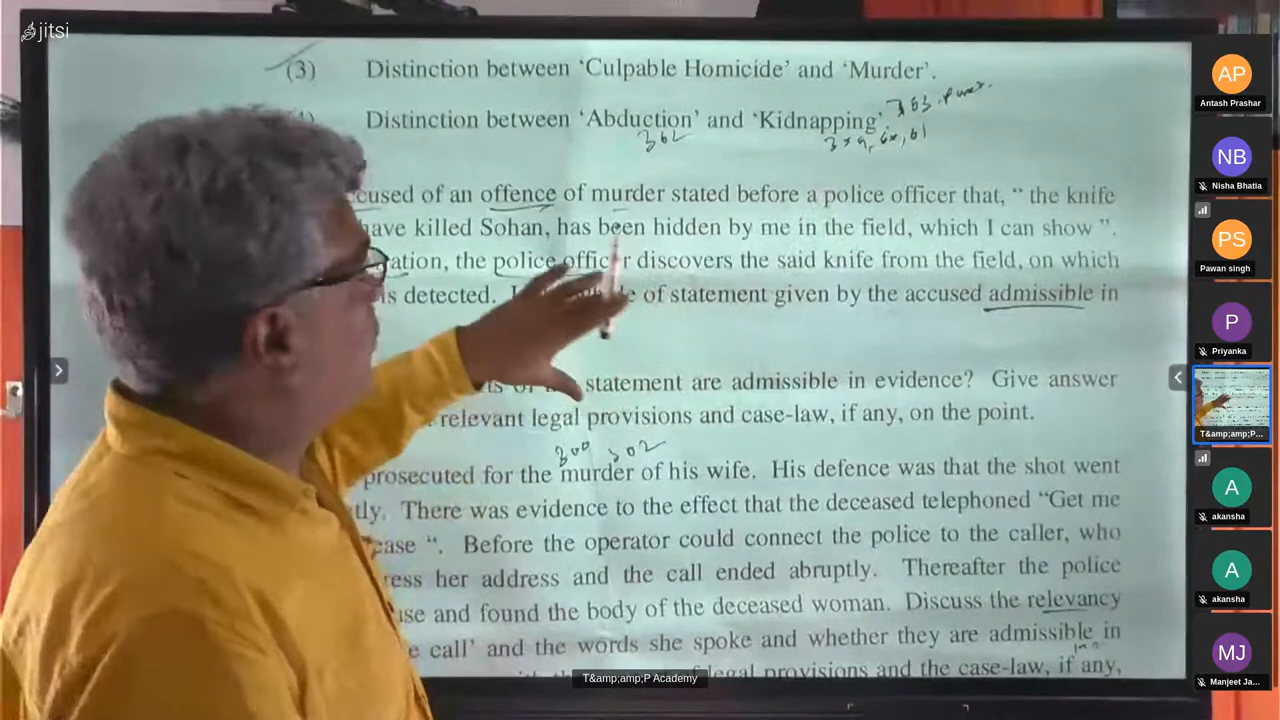 jitsi
(3) Distinction between ‘Culpable Homicide’ and ‘Murder’.
363
Distinction between ‘Abduction’ and ‘Kidnapping’.
362
cused of an offence of murder stated before a police officer that, “ the knife
have killed Sohan, has been hidden by me in the field, which I can show ”.
ation, the police officer discovers the said knife from the field, on which
is detected. of statement given by the accused admissible in
statement are admissible in evidence? Give answer
relevant legal provisions and case-law, if any, on the point.
300 302
prosecuted for the murder of his wife. His defence was that the shot went
tly. There was evidence to the effect that the deceased telephoned “Get me
ease “. Before the operator could connect the police to the caller, who
ress her address and the call ended abruptly. Thereafter the police
use and found the body of the deceased woman. Discuss the relevancy
e call’ and the words she spoke and whether they are admissible in
legal provisions and the case-law, if any,
T&amp;amp;P Academy
AP
Antash Prashar
NB
Nisha Bhatia
PS
Pawan singh
P
Priyanka
T&amp;amp;P...
A
akansha
A
akansha
MJ
Manjeet Ja...